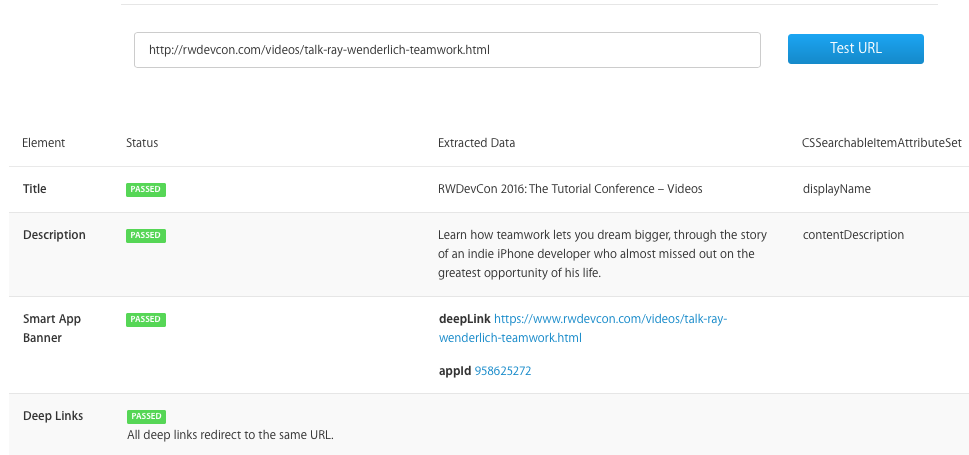 http://rwdevcon.com/videos/talk-ray-wenderlich-teamwork.html
Test URL
Element Status Extracted Data CSSearchableItemAttributeSet
Title PASSED RWDevCon 2016: The Tutorial Conference – Videos displayName
Description PASSED Learn how teamwork lets you dream bigger, through the story contentDescription
of an indie iPhone developer who almost missed out on the
greatest opportunity of his life.
Smart App PASSED deepLink https://www.rwdevcon.com/videos/talk-ray-
Banner wenderlich-teamwork.html
appId 958625272
Deep Links PASSED
All deep links redirect to the same URL.